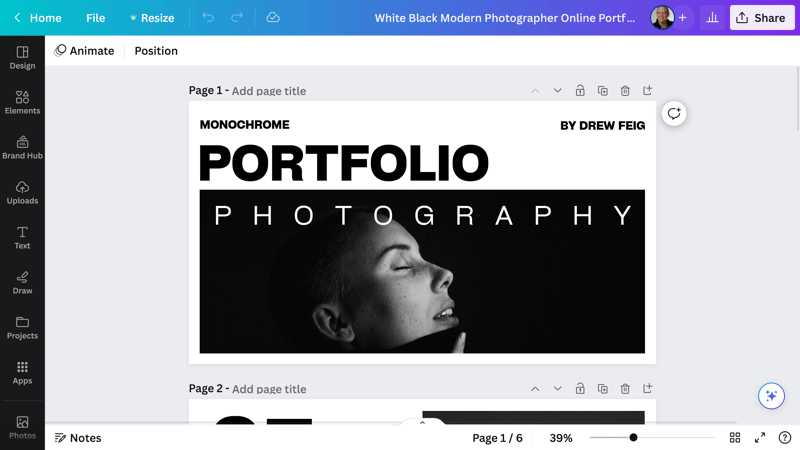 Home File Resize White Black Modern Photographer Online Portf... Share
Animate Position
Design
Elements
Brand Hub
Uploads
Text
Draw
Projects
Apps
Photos
Page 1 - Add page title
MONOCHROME BY DREW FEIG
PORTFOLIO
PHOTOGRAPHY
Page 2 - Add page title
Notes Page 1 / 6 39%